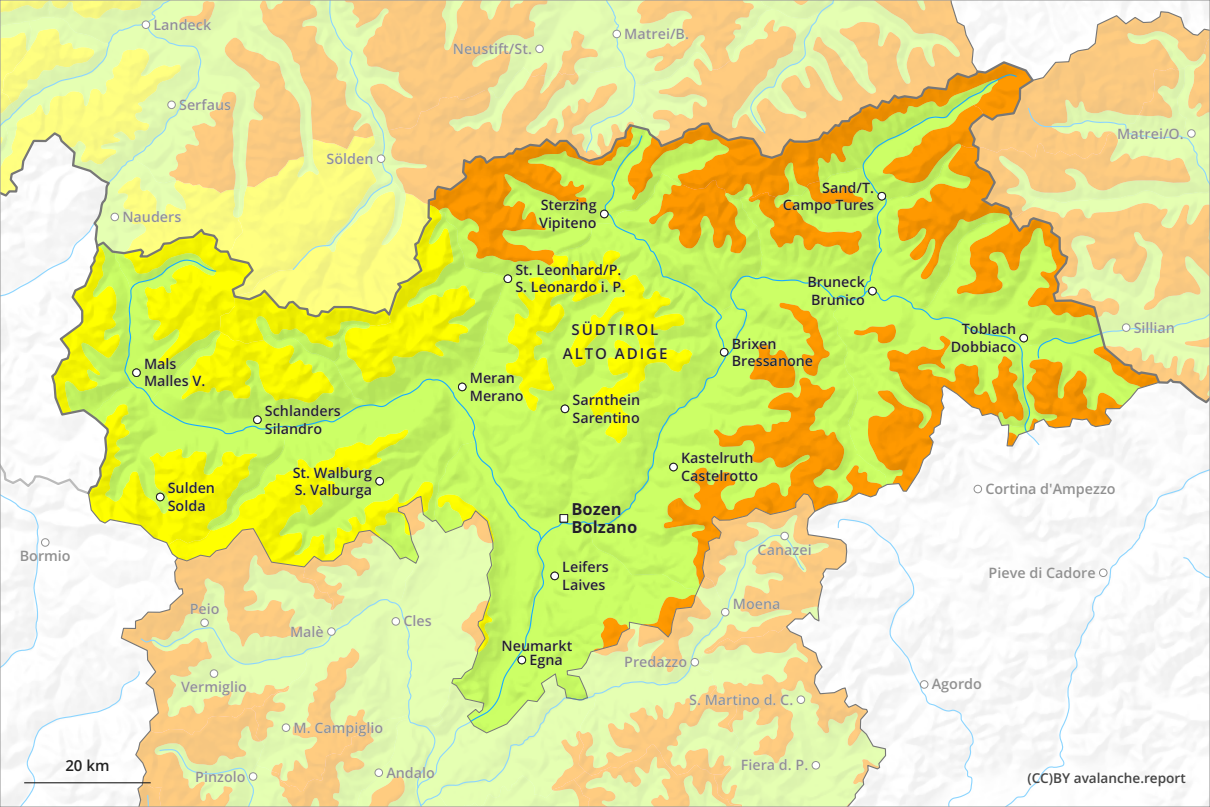 Landeck
Neustift/St.
Matrei/B.
Serfaus
Matrei/O.
Sölden
Sand/T.
Campo Tures
Nauders
Sterzing
Vipiteno
St. Leonhard/P.
S. Leonardo i. P.
Bruneck
Brunico
SÜDTIROL
ALTO ADIGE
Toblach
Dobbiaco
Sillian
Brixen
Bressanone
Mals
Malles V.
Meran
Merano
Sarnthein
Sarentino
Schlanders
Silandro
Kastelruth
Castelrotto
St. Walburg
S. Valburga
Sulden
Solda
Cortina d'Ampezzo
Bozen
Bolzano
Bormio
Canazei
Leifers
Laives
Pieve di Cadore
Peio
Moena
Cles
Malè
Neumarkt
Egna
Predazzo
Vermiglio
Agordo
S. Martino d. C.
M. Campiglio
Fiera d. P.
20 km
Pinzolo
Andalo
(CC)BY avalanche.report